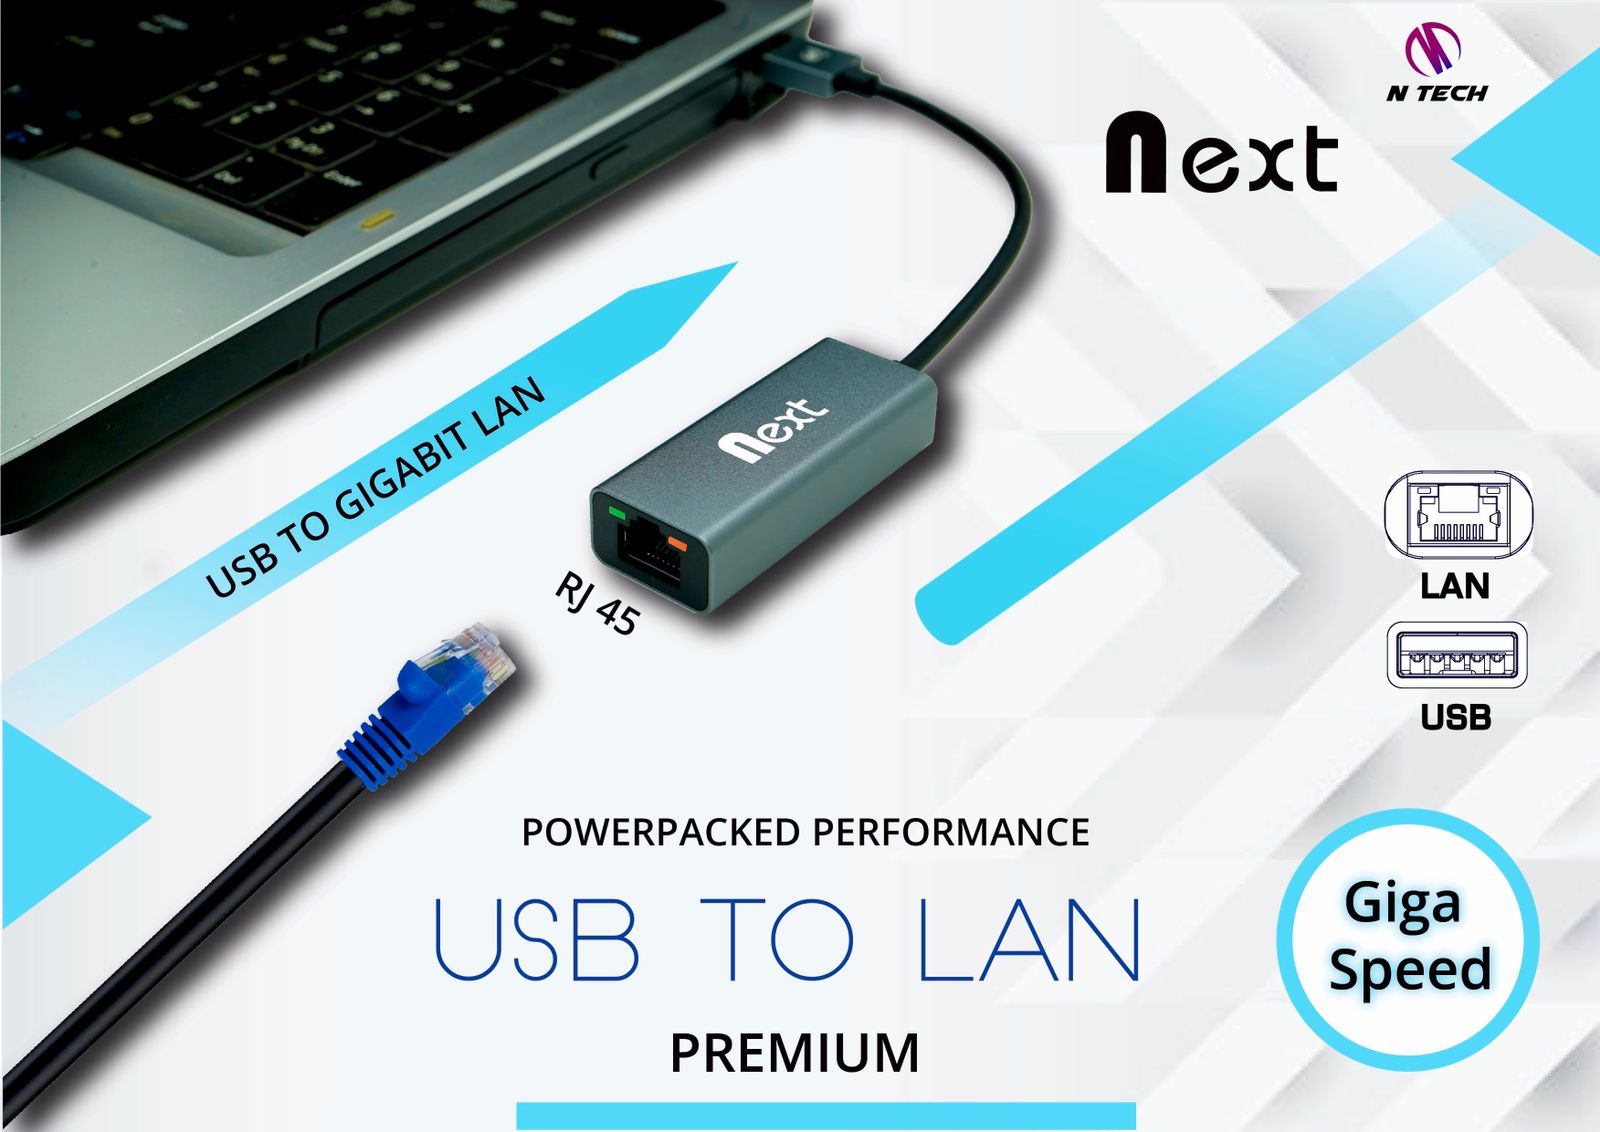 N TECH
next
USB TO GIGABIT LAN
next
RJ 45
LAN
USB
POWERPACKED PERFORMANCE
USB TO LAN
Giga
Speed
PREMIUM